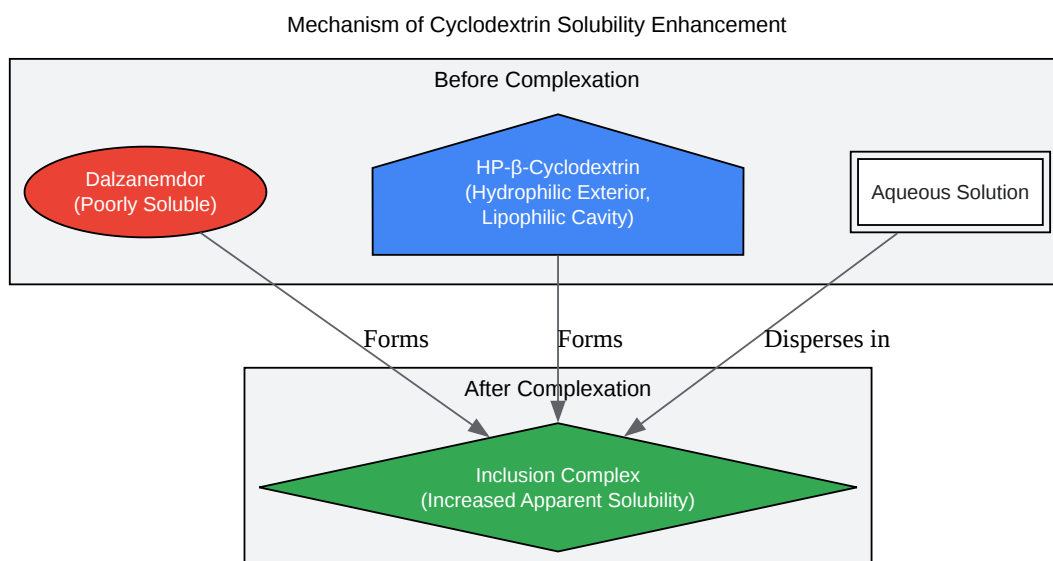 Mechanism of Cyclodextrin Solubility Enhancement
Before Complexation
Dalzanemdor
(Poorly Soluble)
HP-β-Cyclodextrin
(Hydrophilic Exterior,
Lipophilic Cavity)
Aqueous Solution
Forms
Forms
Disperses in
After Complexation
Inclusion Complex
(Increased Apparent Solubility)